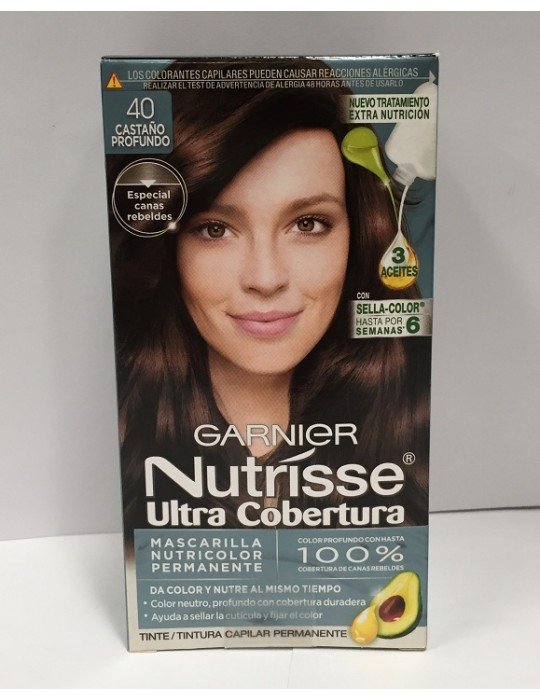 LOS COLORANTES CAPILARES PUEDEN CAUSAR REACCIONES ALÉRGICAS
REALIZAR EL TEST DE ADVERTENCIA DE ALERGIA 48 HORAS ANTES DE USARLO
40
CASTAÑO
PROFUNDO
Especial
canas
rebeldes
NUEVO TRATAMIENTO
EXTRA NUTRICIÓN
3
ACEITES
CON
SELLA-COLOR®
HASTA POR
SEMANAS* 6
GARNIER
Nutrisse®
Ultra Cobertura
MASCARILLA
NUTRICOLOR
PERMANENTE
COLOR PROFUNDO CON HASTA
100%
COBERTURA DE CANAS REBELDES
DA COLOR Y NUTRE AL MISMO TIEMPO
• Color neutro, profundo con cobertura duradera
• Ayuda a sellar la cutícula y fijar el color
TINTE / TINTURA CAPILAR PERMANENTE